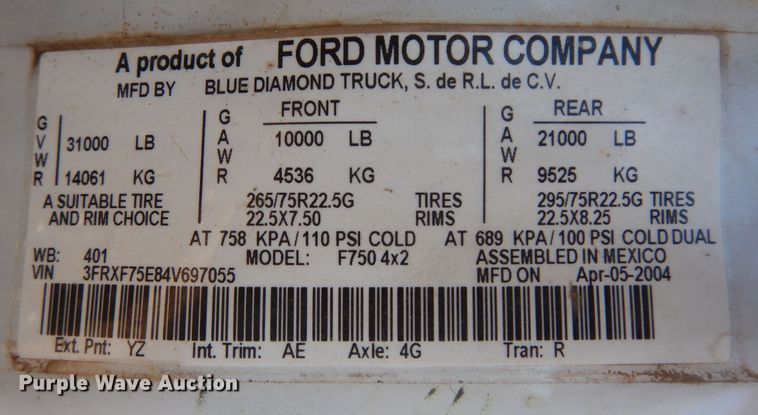 A product of FORD MOTOR COMPANY
MFD BY BLUE DIAMOND TRUCK, S. de R.L. de C.V.
GVWR 31000 LB 14061 KG
FRONT
GAWR 10000 LB 4536 KG
REAR
GAWR 21000 LB 9525 KG
A SUITABLE TIRE 265/75R22.5G TIRES 295/75R22.5G TIRES
AND RIM CHOICE 22.5X7.50 RIMS 22.5X8.25 RIMS
AT 758 KPA/110 PSI COLD AT 689 KPA/100 PSI COLD DUAL
WB: 401 MODEL: F750 4x2 ASSEMBLED IN MEXICO
VIN 3FRXF75E84V697055 MFD ON Apr-05-2004
Ext. Pnt: YZ Int. Trim: AE Axle: 4G Tran: R
Purple Wave Auction